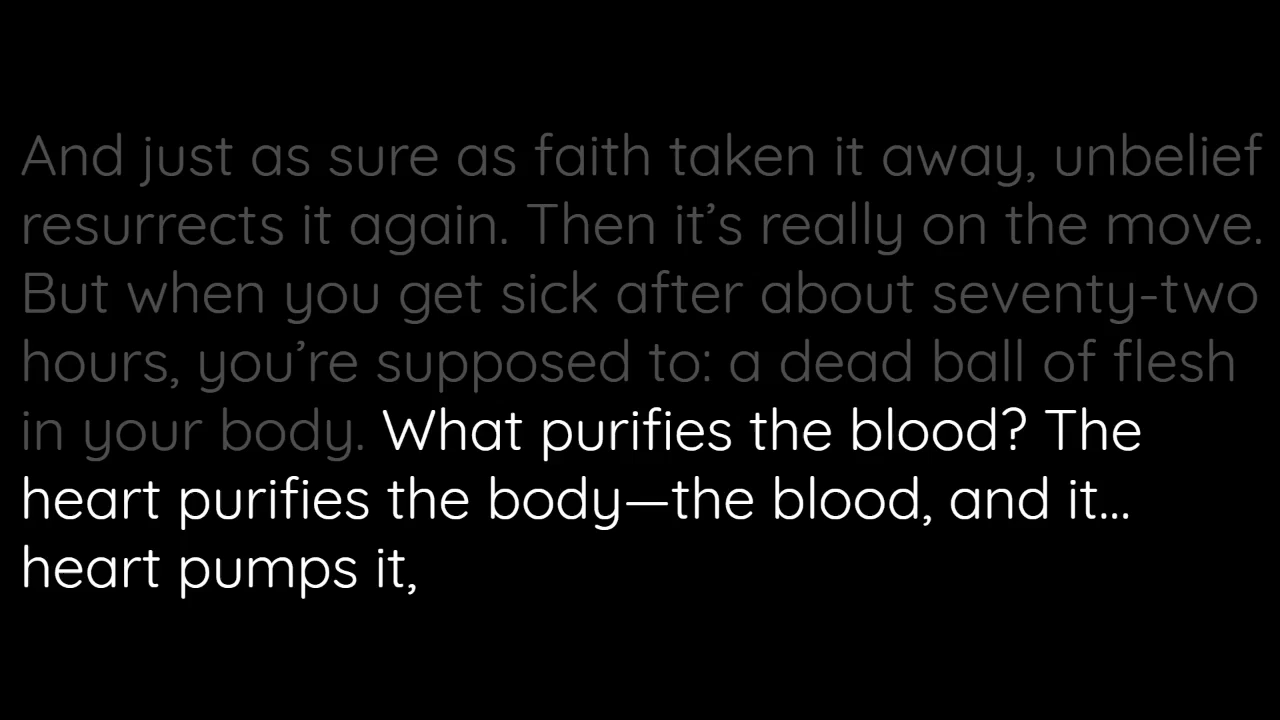 And just as sure as faith taken it away, unbelief
resurrects it again. Then it’s really on the move.
But when you get sick after about seventy-two
hours, you’re supposed to: a dead ball of flesh
in your body. What purifies the blood? The
heart purifies the body—the blood, and it...
heart pumps it,